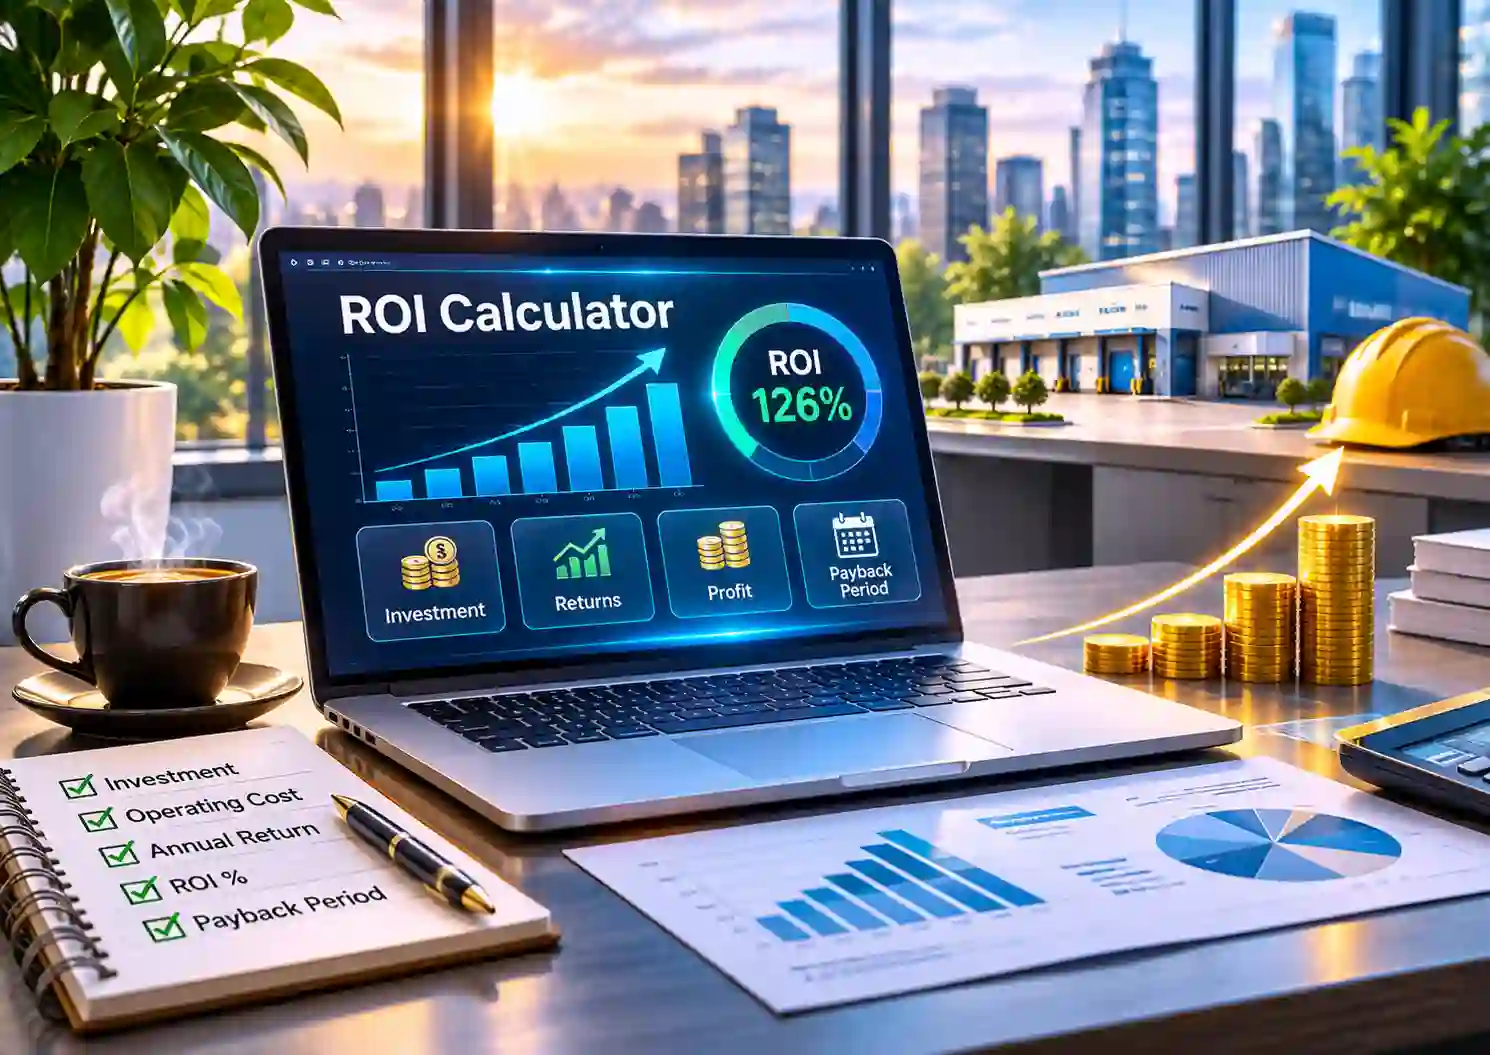 ROI Calculator
ROI
126%
Investment
Returns
Profit
Payback
Period
Investment
Operating Cost
Annual Return
ROI %
Payback Period